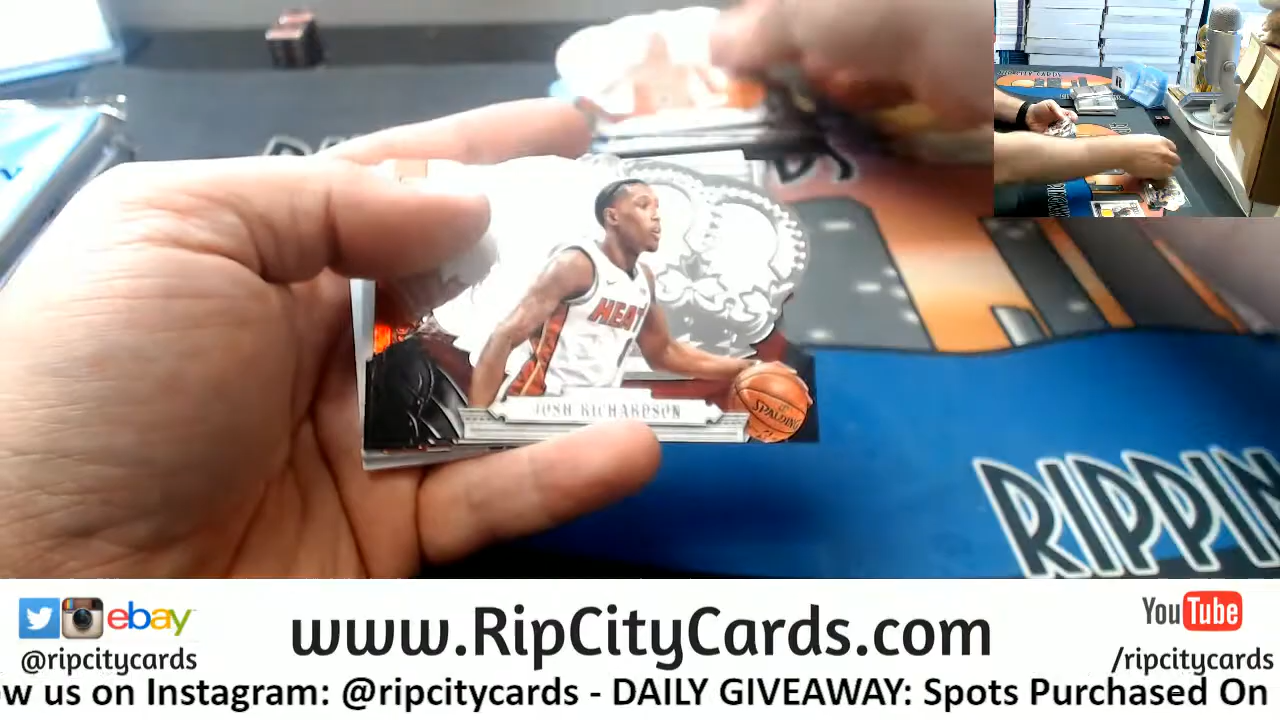 HEAT
JOSH RICHARDSON
SPALDING
RIPPIN
ebay
@ripcitycards
www.RipCityCards.com
YouTube
/ripcitycards
ow us on Instagram: @ripcitycards - DAILY GIVEAWAY: Spots Purchased On